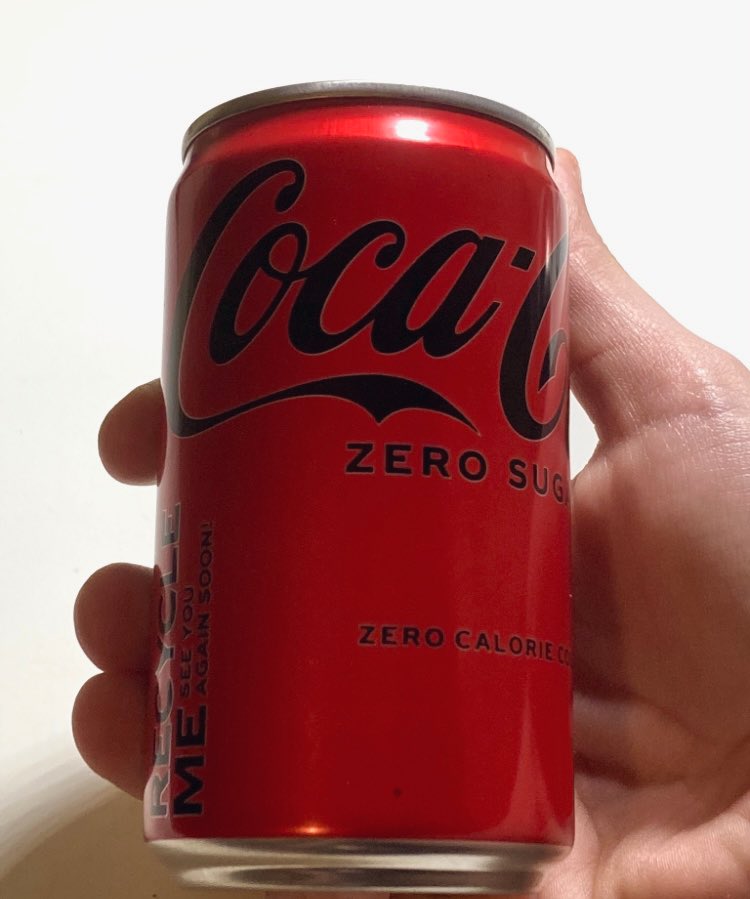 Coca-C
ZERO SUG
ZERO CALORIE CO
RECYCLE
ME SEE YOU
AGAIN SOON!